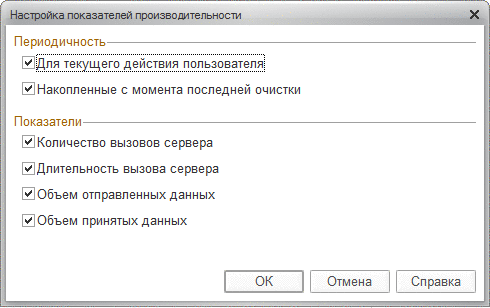 Настройка показателей производительности
Периодичность
Для текущего действия пользователя
Накопленные с момента последней очистки
Показатели
Количество вызовов сервера
Длительность вызова сервера
Объем отправленных данных
Объем принятых данных
ОК Отмена Справка